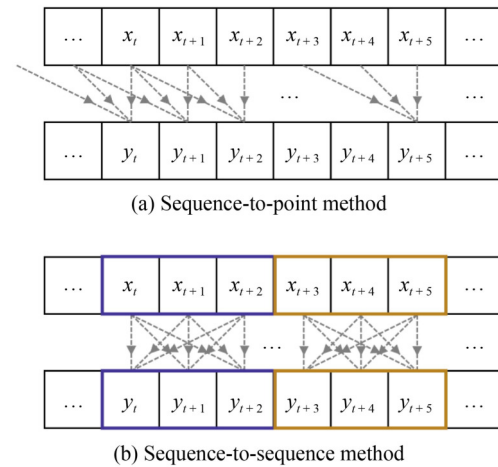 ... x_t x_{t+1} x_{t+2} x_{t+3} x_{t+4} x_{t+5} ...
... ...
... y_t y_{t+1} y_{t+2} y_{t+3} y_{t+4} y_{t+5} ...
(a) Sequence-to-point method
... x_t x_{t+1} x_{t+2} x_{t+3} x_{t+4} x_{t+5} ...
... ...
... y_t y_{t+1} y_{t+2} y_{t+3} y_{t+4} y_{t+5} ...
(b) Sequence-to-sequence method